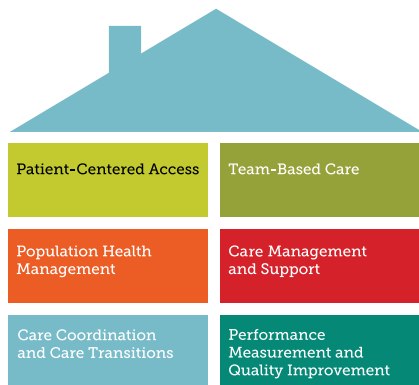 Patient-Centered Access
Team-Based Care
Population Health
Management
Care Management
and Support
Care Coordination
and Care Transitions
Performance
Measurement and
Quality Improvement